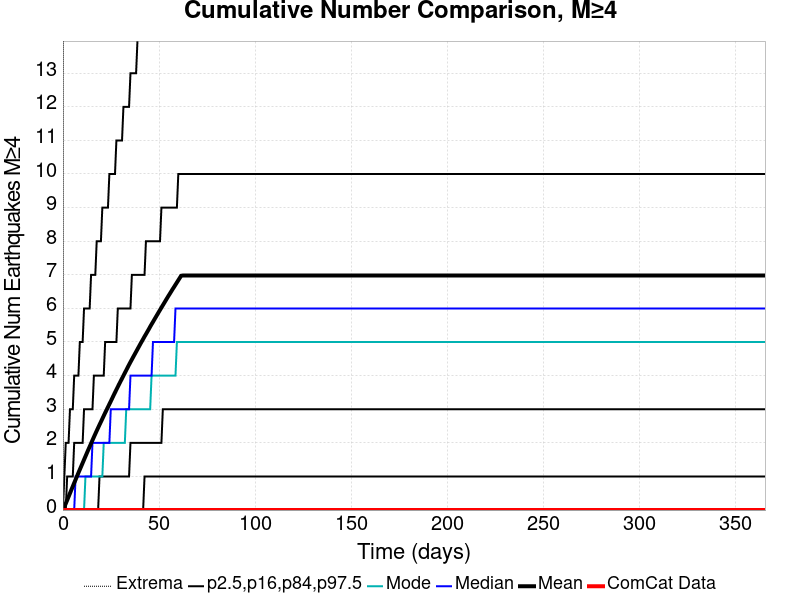 Cumulative Number Comparison, M≥4
Cumulative Num Earthquakes M≥4
13
12
11
10
9
8
7
6
5
4
3
2
1
0
0 50 100 150 200 250 300 350
Time (days)
Extrema p2.5,p16,p84,p97.5 Mode Median Mean ComCat Data